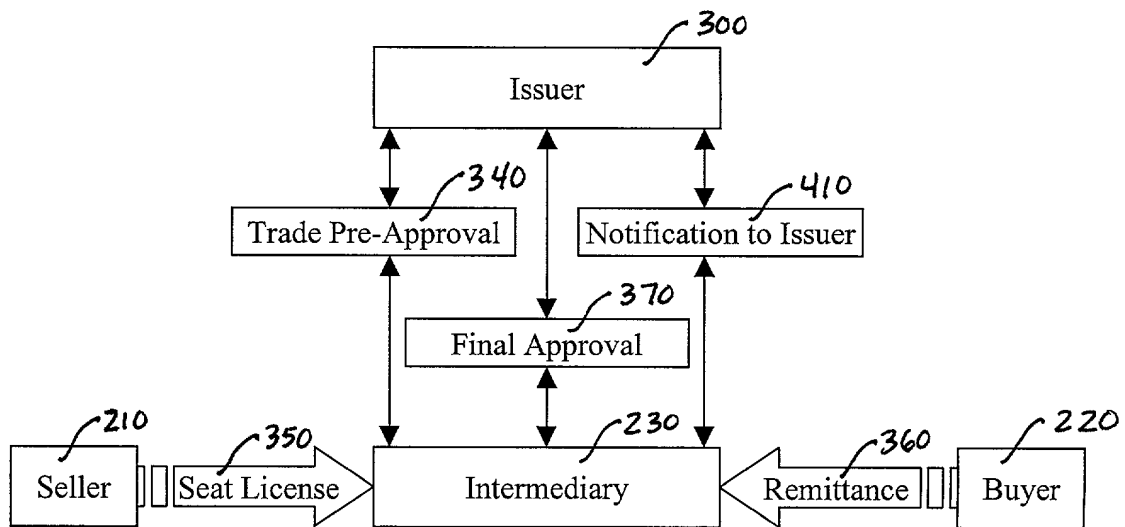 300
Issuer
340
410
Trade Pre-Approval
Notification to Issuer
370
Final Approval
210
350
230
360
220
Seller
Seat License
Intermediary
Remittance
Buyer